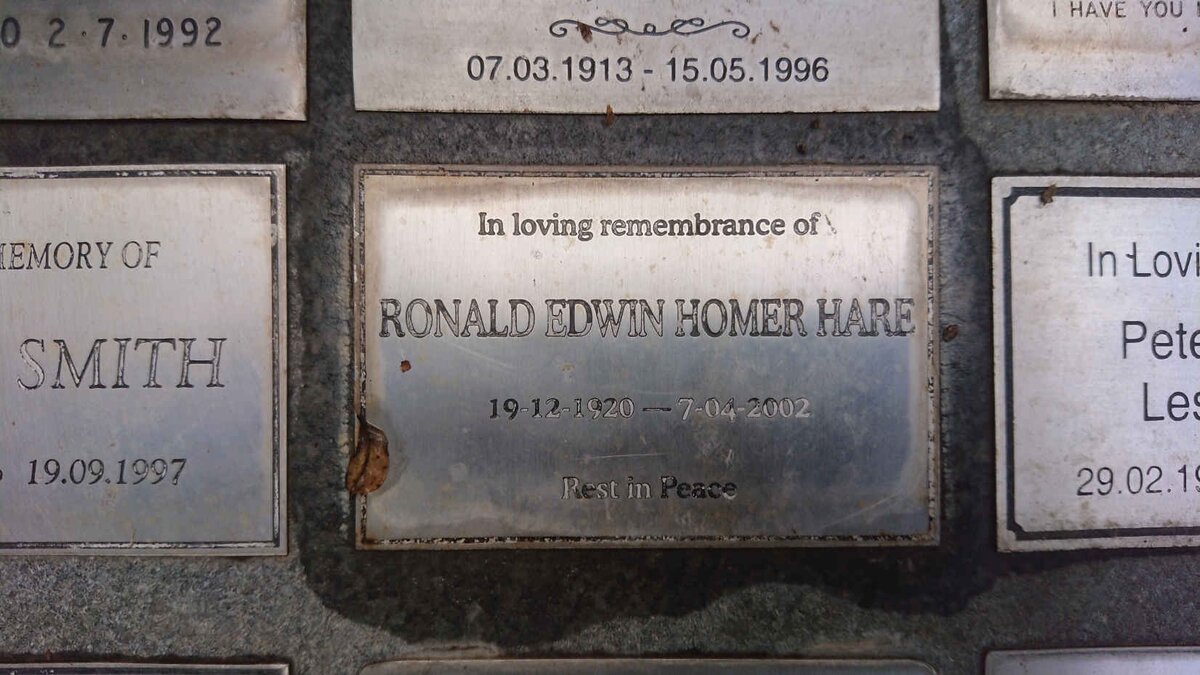 0 2·7·1992
07.03.1913 - 15.05.1996
I HAVE YOU
MEMORY OF
SMITH
19.09.1997
In loving remembrance of
RONALD EDWIN HOMER HARE
19-12-1920 — 7-04-2002
Rest in Peace
In Lovi
Pete
Les
29.02.19